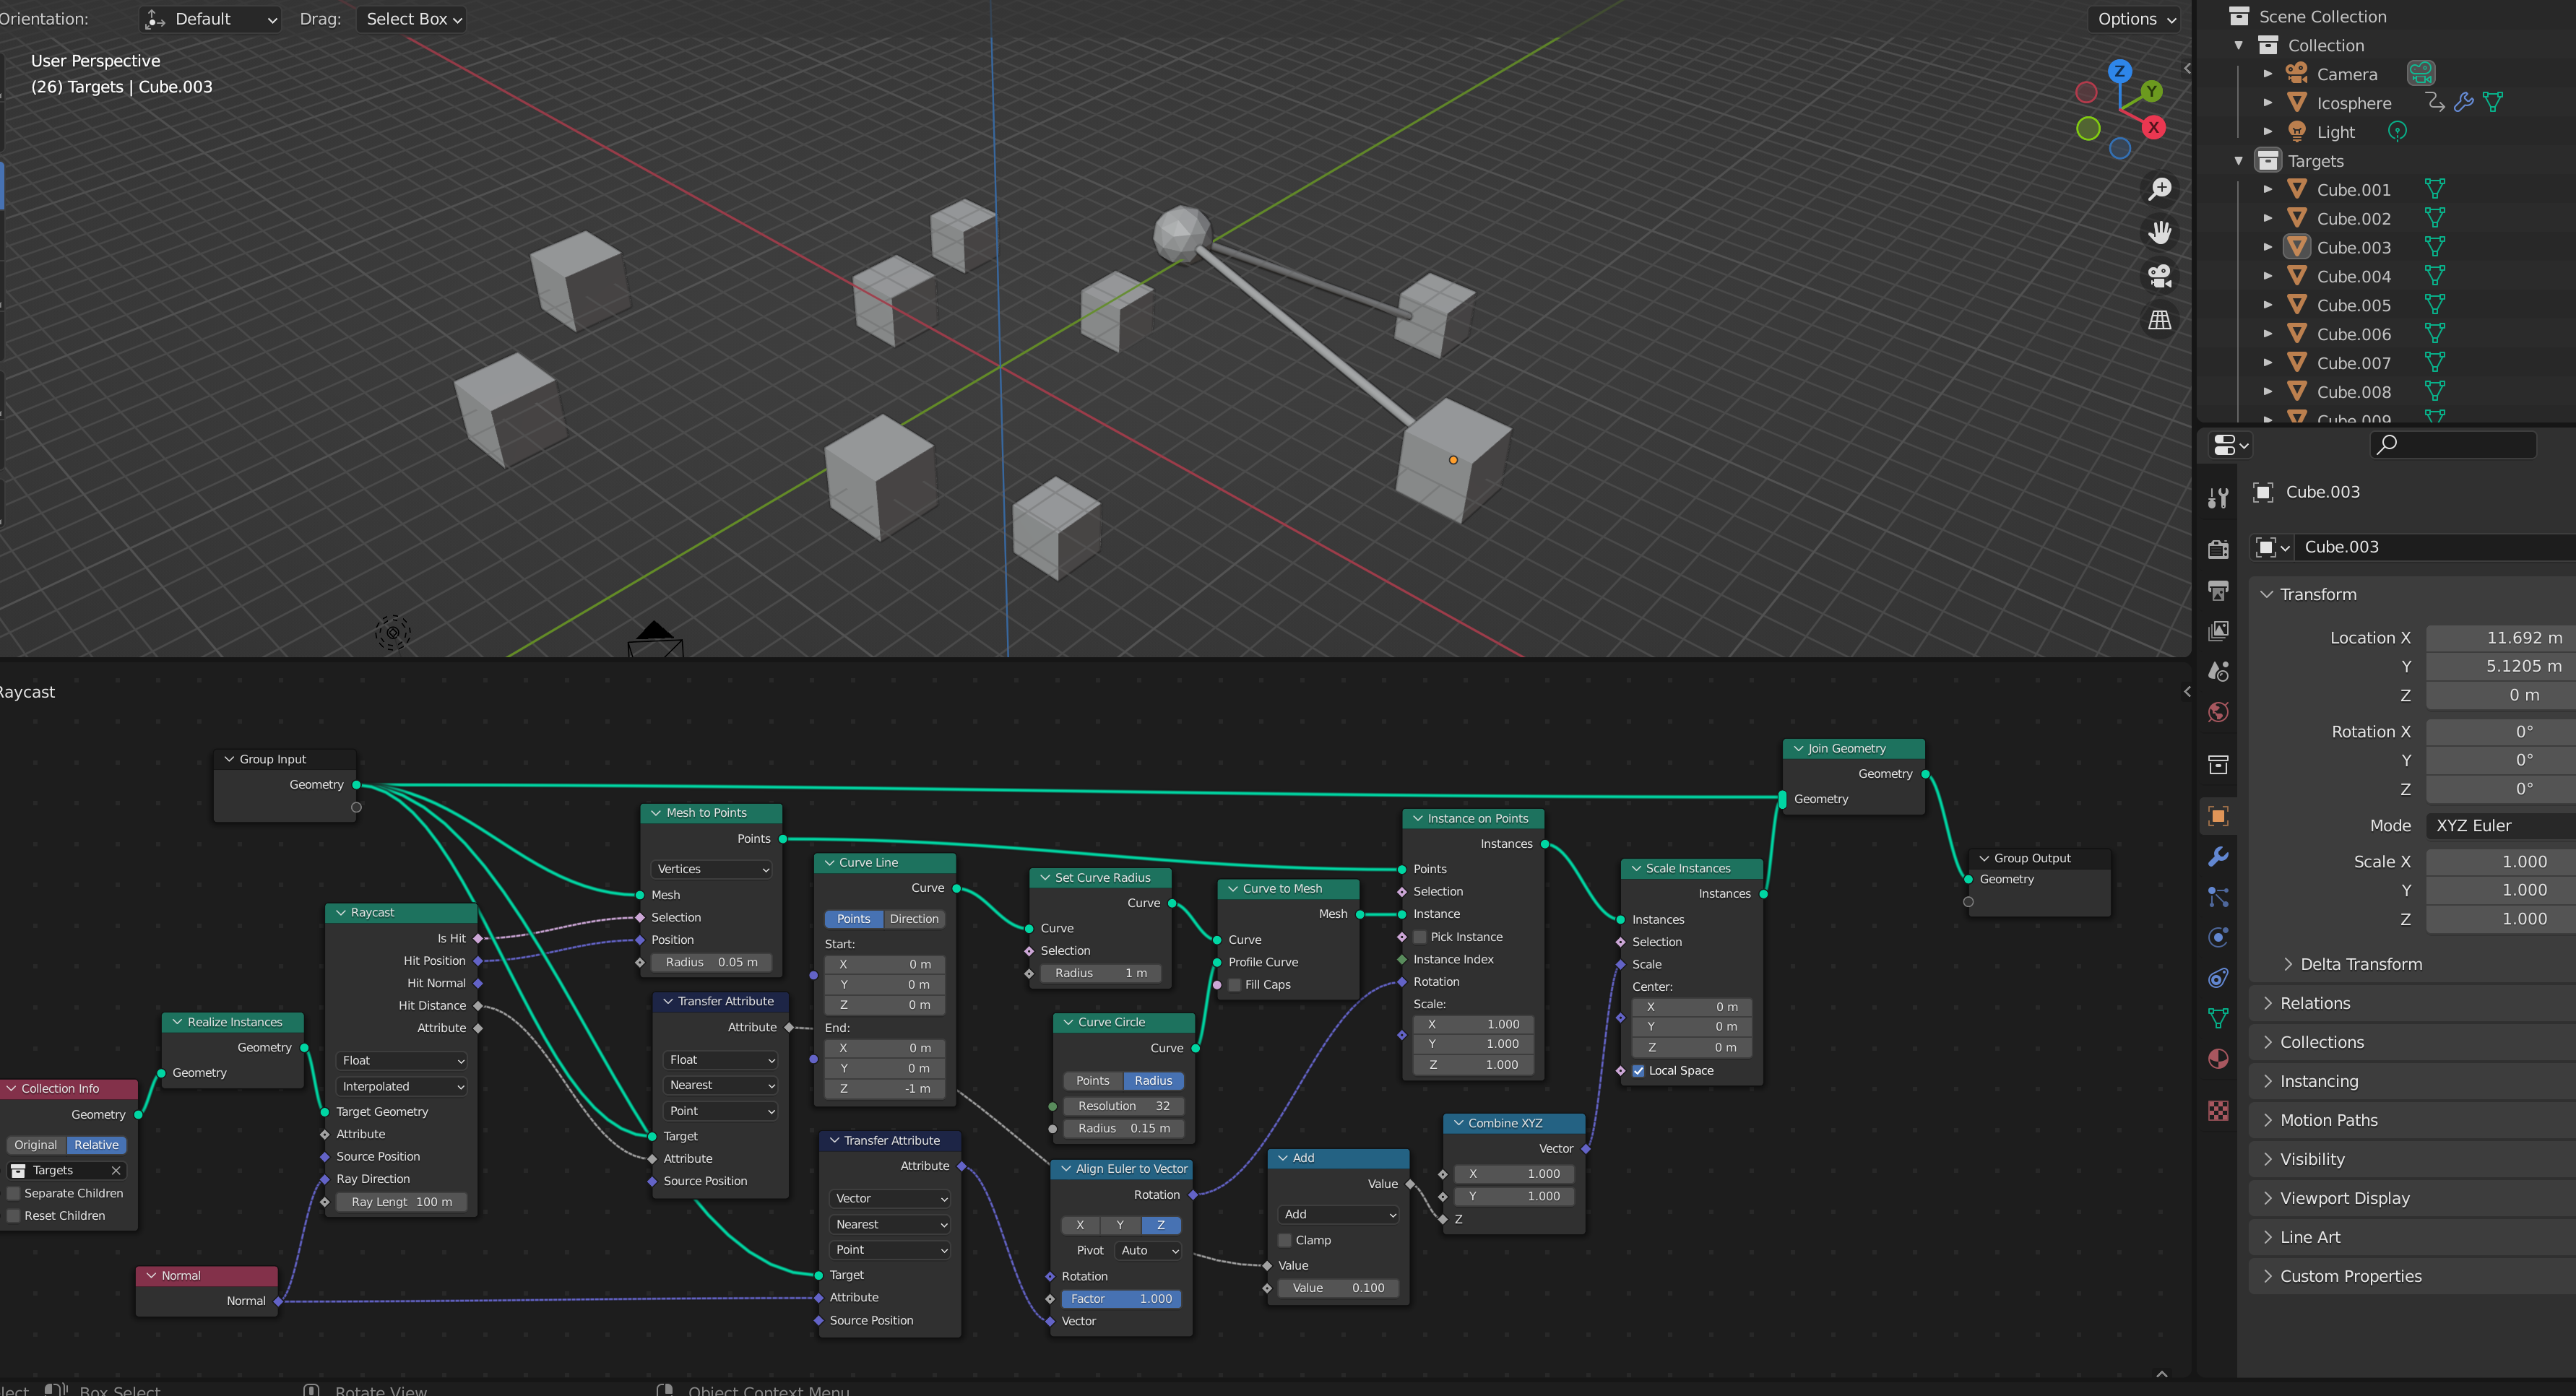 Orientation:
Default
Drag:
Select Box
Options
User Perspective
(26) Targets | Cube.003
Z
Y
X
Scene Collection
Collection
Camera
Icosphere
Light
Targets
Cube.001
Cube.002
Cube.003
Cube.004
Cube.005
Cube.006
Cube.007
Cube.008
Cube.009
Cube.003
Cube.003
Transform
Location X 11.692 m
Y 5.1205 m
Z 0 m
Rotation X 0°
Y 0°
Z 0°
Mode XYZ Euler
Scale X 1.000
Y 1.000
Z 1.000
Delta Transform
Relations
Collections
Instancing
Motion Paths
Visibility
Viewport Display
Line Art
Custom Properties
Raycast
Group Input
Geometry
Collection Info
Geometry
Original Relative
Targets
Separate Children
Reset Children
Realize Instances
Geometry
Geometry
Normal
Normal
Raycast
Is Hit
Hit Position
Hit Normal
Hit Distance
Attribute
Float
Interpolated
Target Geometry
Attribute
Source Position
Ray Direction
Ray Lengt 100 m
Mesh to Points
Points
Vertices
Mesh
Selection
Position
Radius 0.05 m
Transfer Attribute
Attribute
Float
Nearest
Point
Target
Attribute
Source Position
Curve Line
Curve
Points Direction
Start:
X 0 m
Y 0 m
Z 0 m
End:
X 0 m
Y 0 m
Z -1 m
Transfer Attribute
Attribute
Vector
Nearest
Point
Target
Attribute
Source Position
Set Curve Radius
Curve
Curve
Selection
Radius 1 m
Curve Circle
Curve
Points Radius
Resolution 32
Radius 0.15 m
Align Euler to Vector
Rotation
X Y Z
Pivot Auto
Rotation
Factor 1.000
Vector
Curve to Mesh
Mesh
Curve
Profile Curve
Fill Caps
Add
Value
Add
Clamp
Value
Value 0.100
Instance on Points
Instances
Points
Selection
Instance
Pick Instance
Instance Index
Rotation
Scale:
X 1.000
Y 1.000
Z 1.000
Combine XYZ
Vector
X 1.000
Y 1.000
Z
Scale Instances
Instances
Instances
Selection
Scale
Center:
X 0 m
Y 0 m
Z 0 m
Local Space
Join Geometry
Geometry
Geometry
Group Output
Geometry
lect
Box Select
Rotate View
Object Context Menu